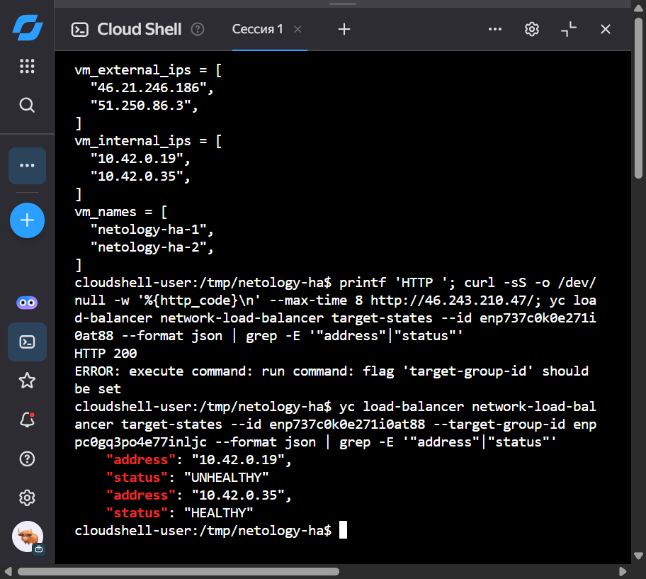 Cloud Shell
Сессия 1
vm_external_ips = [
  "46.21.246.186",
  "51.250.86.3",
]
vm_internal_ips = [
  "10.42.0.19",
  "10.42.0.35",
]
vm_names = [
  "netology-ha-1",
  "netology-ha-2",
]
cloudshell-user:/tmp/netology-ha$ printf 'HTTP '; curl -sS -o /dev/
null -w '%{http_code}\n' --max-time 8 http://46.243.210.47/; yc loa
d-balancer network-load-balancer target-states --id enp737c0k0e271i
0at88 --format json | grep -E '"address"|"status"'
HTTP 200
ERROR: execute command: run command: flag 'target-group-id' should
be set
cloudshell-user:/tmp/netology-ha$ yc load-balancer network-load-bal
ancer target-states --id enp737c0k0e271i0at88 --target-group-id enp
pc0gq3po4e77inljc --format json | grep -E '"address"|"status"'
    "address": "10.42.0.19",
    "status": "UNHEALTHY"
    "address": "10.42.0.35",
    "status": "HEALTHY"
cloudshell-user:/tmp/netology-ha$